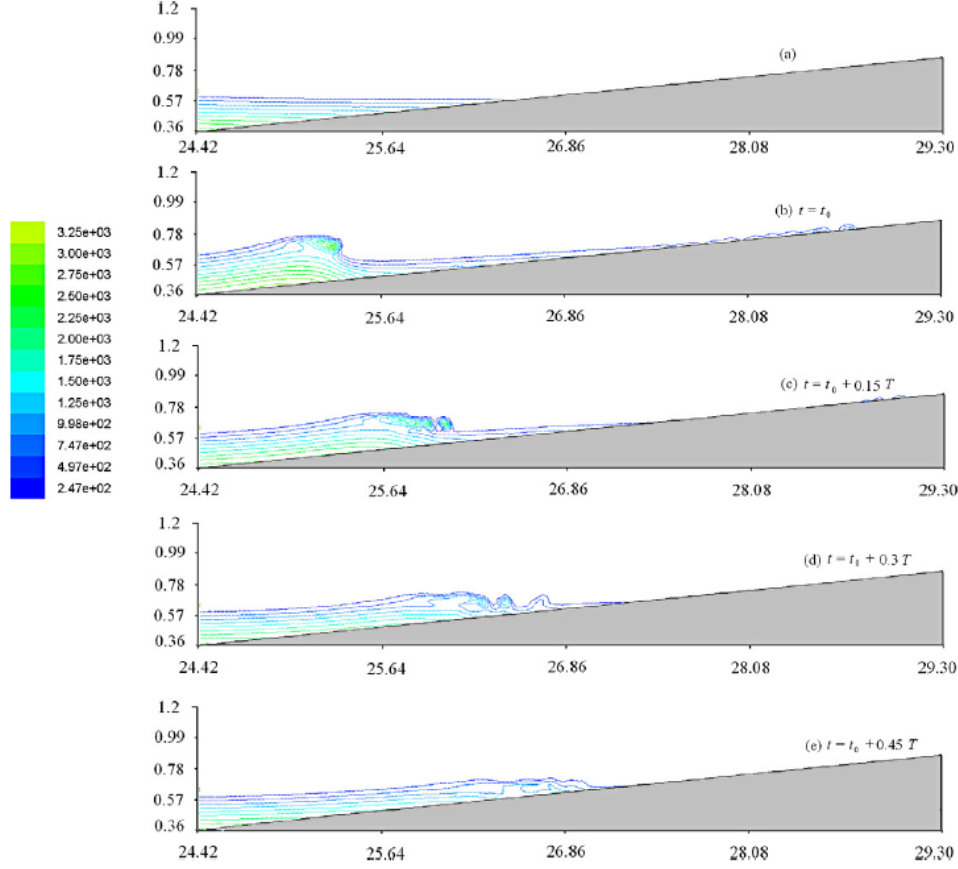 1.2
0.99
(a)
0.78
0.57
0.36
24.42 25.64 26.86 28.08 29.30
1.2
0.99
(b) t = t₀
0.78
0.57
0.36
24.42 25.64 26.86 28.08 29.30
3.25e+03
3.00e+03
2.75e+03
2.50e+03
2.25e+03
2.00e+03
1.75e+03
1.50e+03
1.25e+03
9.98e+02
7.47e+02
4.97e+02
2.47e+02
1.2
0.99
(c) t = t₀ + 0.15 T
0.78
0.57
0.36
24.42 25.64 26.86 28.08 29.30
1.2
0.99
(d) t = t₀ + 0.3 T
0.78
0.57
0.36
24.42 25.64 26.86 28.08 29.30
1.2
0.99
(e) t = t₀ + 0.45 T
0.78
0.57
0.36
24.42 25.64 26.86 28.08 29.30